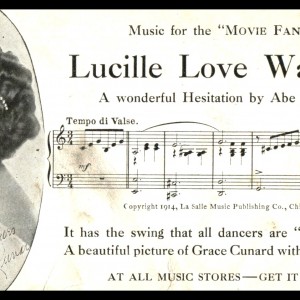 Music for the "MOVIE FAN
Lucille Love Wa
A wonderful Hesitation by Abe
Tempo di Valse.
mf
(Copyright 1914, La Salle Music Publishing Co., Chi
It has the swing that all dancers are "
A beautiful picture of Grace Cunard with
AT ALL MUSIC STORES—GET IT